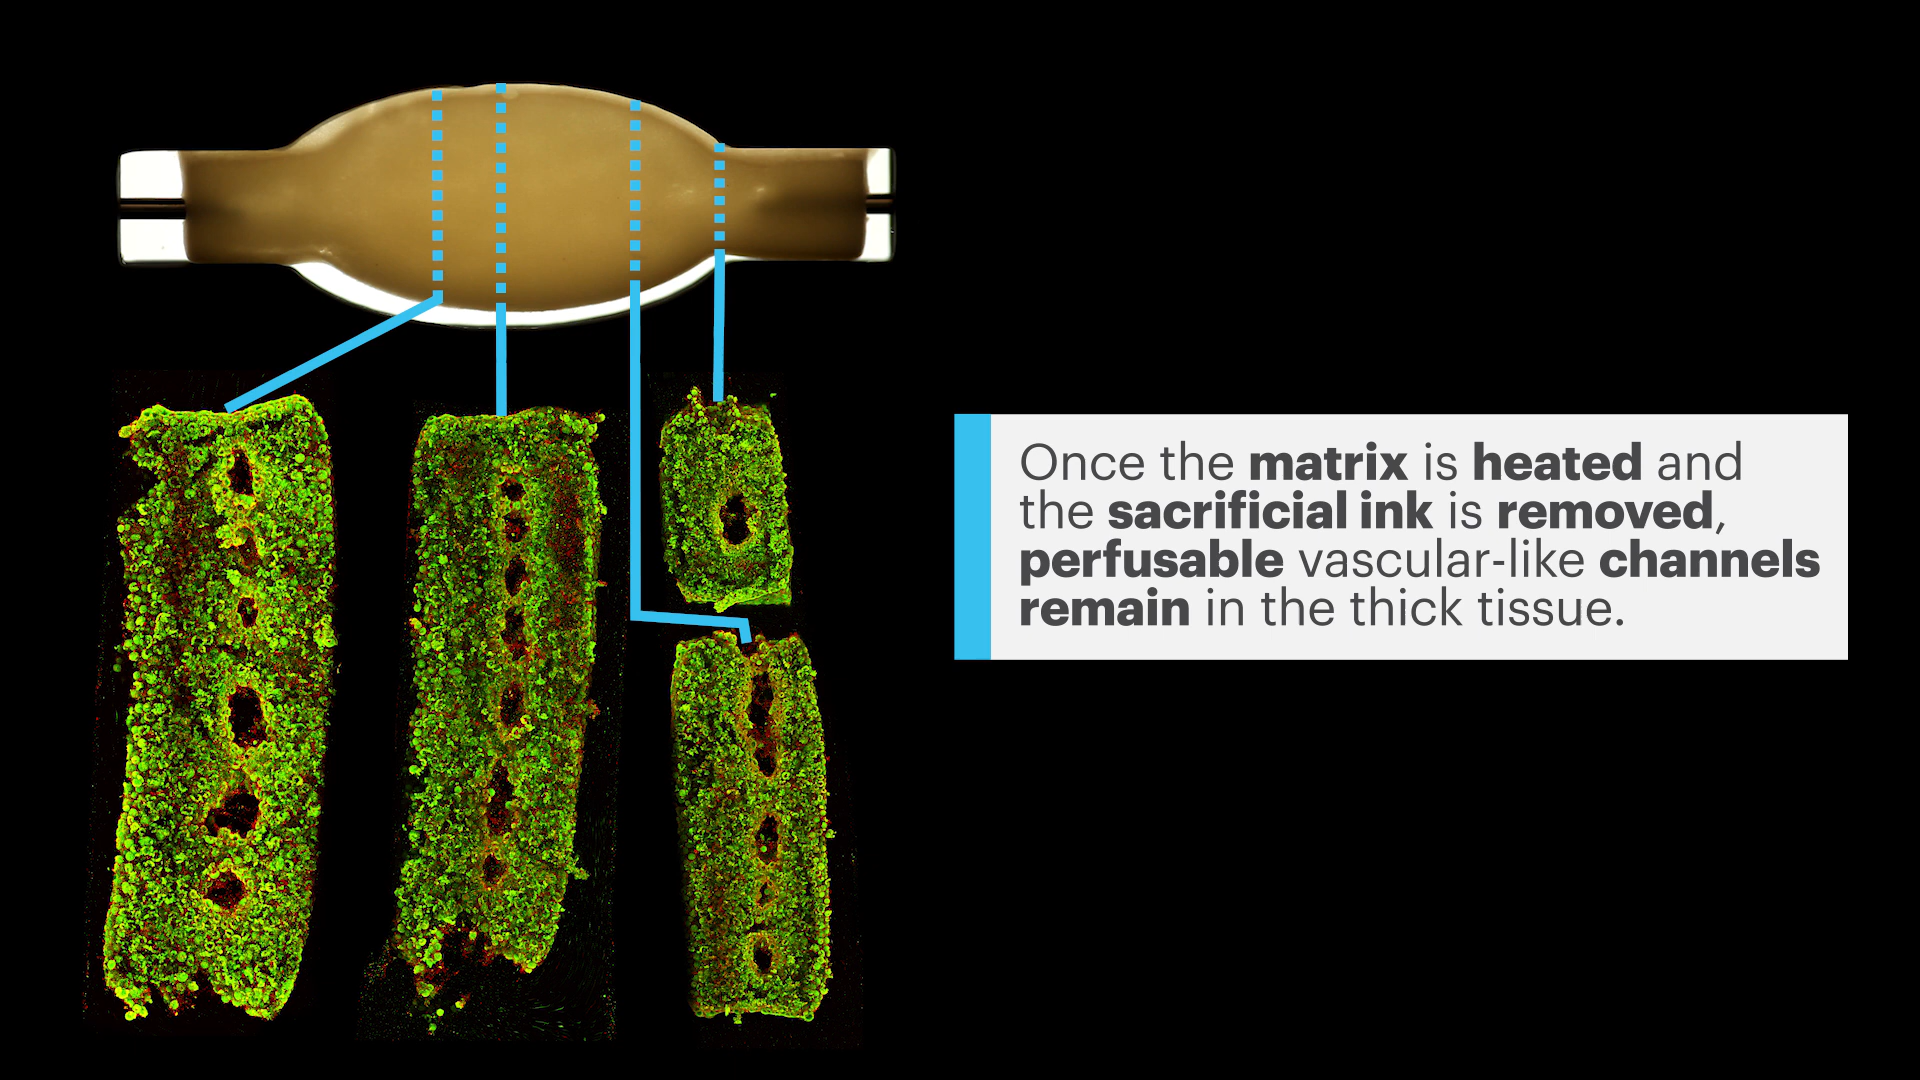 Once the matrix is heated and
the sacrificial ink is removed,
perfusable vascular-like channels
remain in the thick tissue.